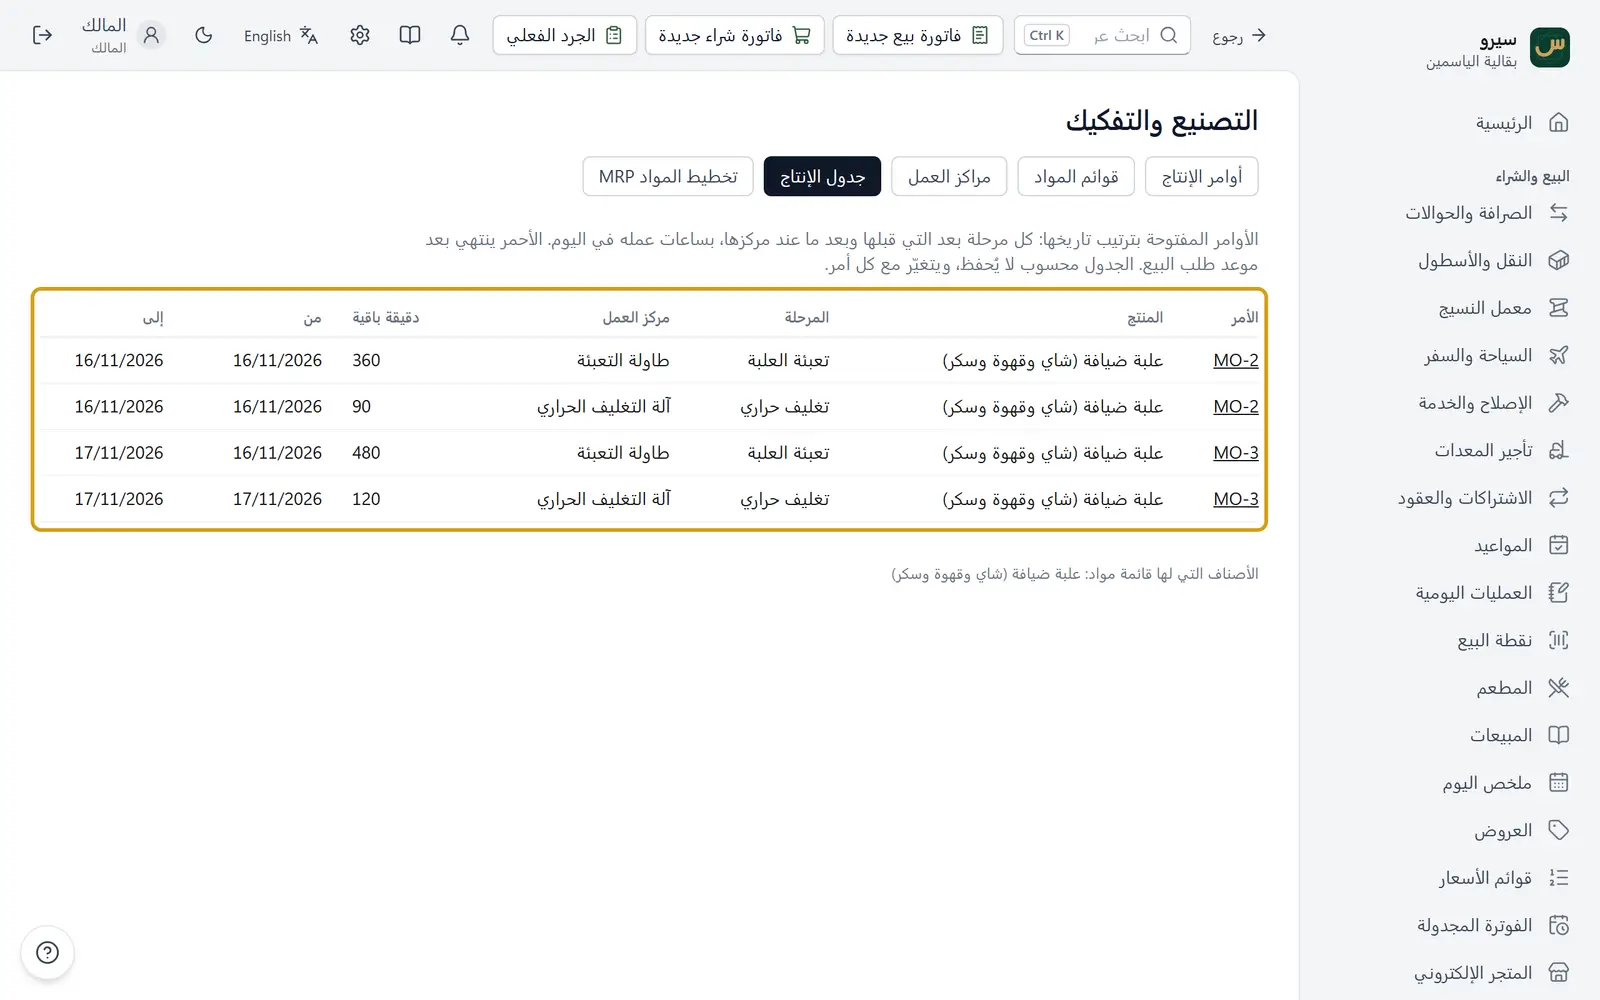 سيرو
بقالية الياسمين
رجوع
ابحث عر
Ctrl K
فاتورة بيع جديدة
فاتورة شراء جديدة
الجرد الفعلي
English
المالك
المالك
الرئيسية
البيع والشراء
الصرافة والحوالات
النقل والأسطول
معمل النسيج
السياحة والسفر
الإصلاح والخدمة
تأجير المعدات
الاشتراكات والعقود
المواعيد
العمليات اليومية
نقطة البيع
المطعم
المبيعات
ملخص اليوم
العروض
قوائم الأسعار
الفوترة المجدولة
المتجر الإلكتروني
التصنيع والتفكيك
أوامر الإنتاج
قوائم المواد
مراكز العمل
جدول الإنتاج
تخطيط المواد MRP
الأوامر المفتوحة بترتيب تاريخها: كل مرحلة بعد التي قبلها وبعد ما عند مركزها، بساعات عمله في اليوم. الأحمر ينتهي بعد
موعد طلب البيع. الجدول محسوب لا يُحفظ، ويتغيّر مع كل أمر.
الأمر المنتج المرحلة مركز العمل دقيقة باقية من إلى
MO-2 علبة ضيافة (شاي وقهوة وسكر) تعبئة العلبة طاولة التعبئة 360 16/11/2026 16/11/2026
MO-2 علبة ضيافة (شاي وقهوة وسكر) تغليف حراري آلة التغليف الحراري 90 16/11/2026 16/11/2026
MO-3 علبة ضيافة (شاي وقهوة وسكر) تعبئة العلبة طاولة التعبئة 480 16/11/2026 17/11/2026
MO-3 علبة ضيافة (شاي وقهوة وسكر) تغليف حراري آلة التغليف الحراري 120 17/11/2026 17/11/2026
الأصناف التي لها قائمة مواد: علبة ضيافة (شاي وقهوة وسكر)